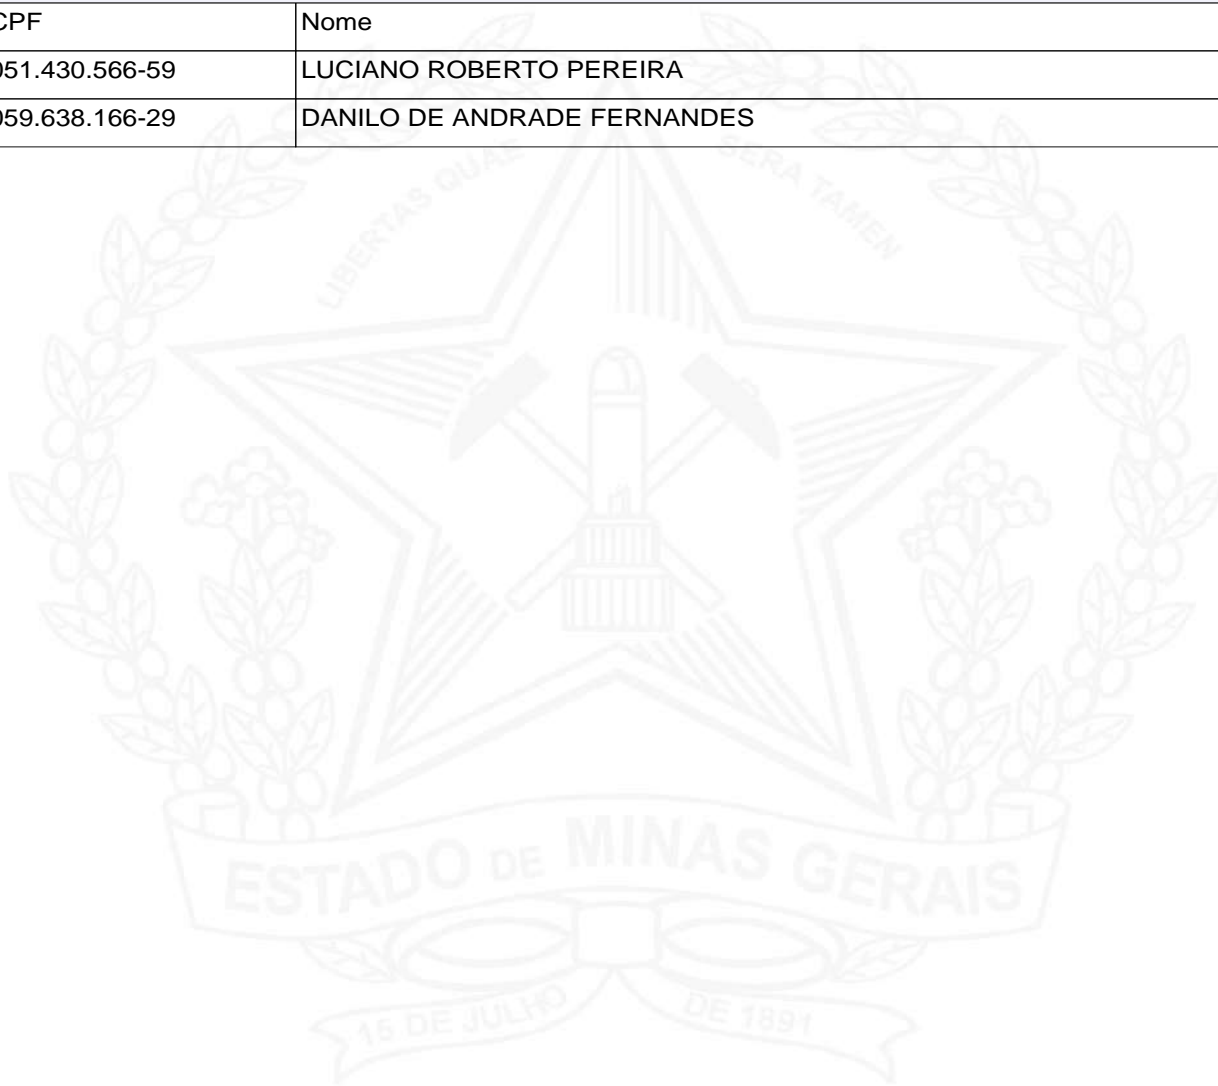 CPF Nome
051.430.566-59 LUCIANO ROBERTO PEREIRA
059.638.166-29 DANILO DE ANDRADE FERNANDES
LIBERTAS QUAE SERA TAMEN
ESTADO DE MINAS GERAIS
15 DE JULHO DE 1891